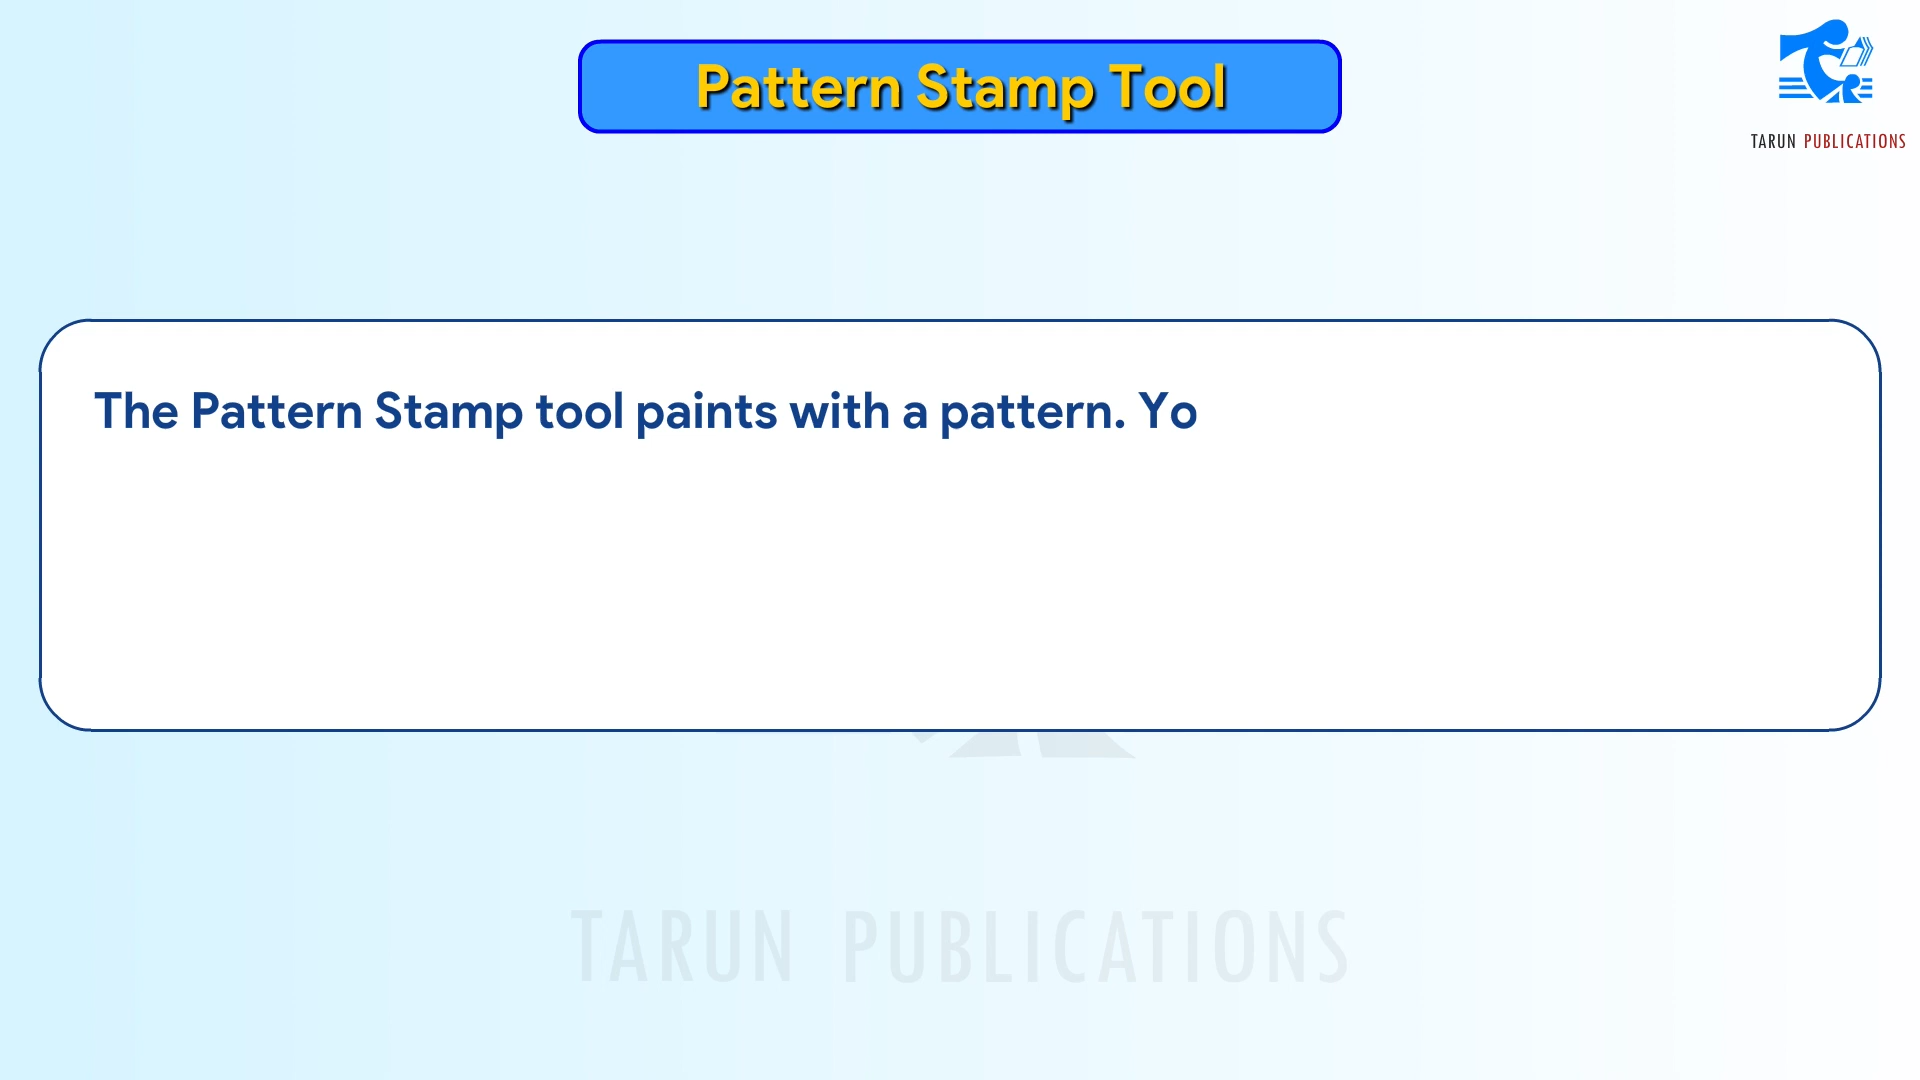 Pattern Stamp Tool
TARUN PUBLICATIONS
The Pattern Stamp tool paints with a pattern. Yo
TARUN PUBLICATIONS